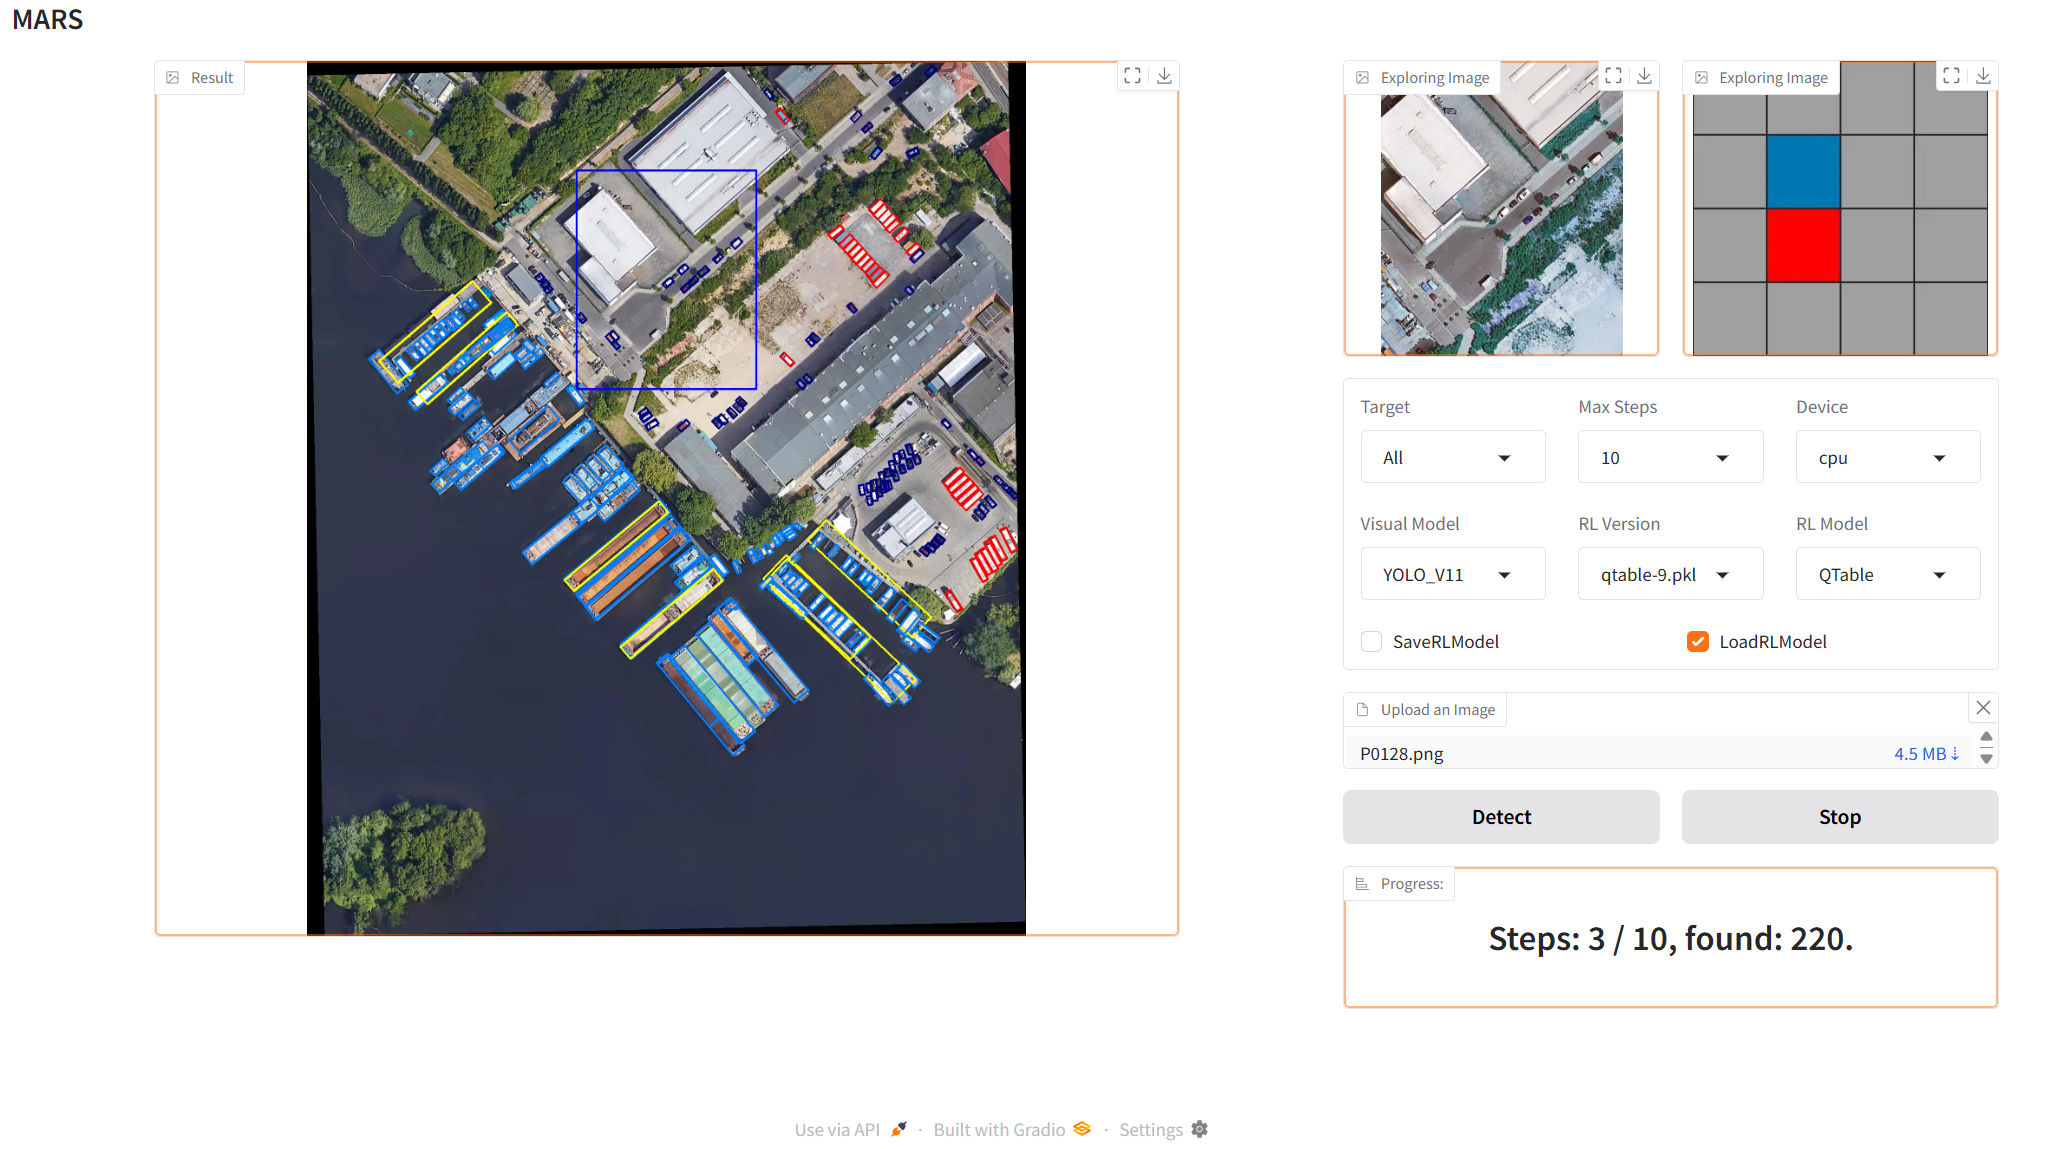 MARS
Result
Exploring Image
Exploring Image
Target
Max Steps
Device
All
10
cpu
Visual Model
RL Version
RL Model
YOLO_V11
qtable-9.pkl
QTable
SaveRLModel
LoadRLModel
Upload an Image
P0128.png
4.5 MB ⇣
Detect
Stop
Progress:
Steps: 3 / 10, found: 220.
Use via API · Built with Gradio · Settings